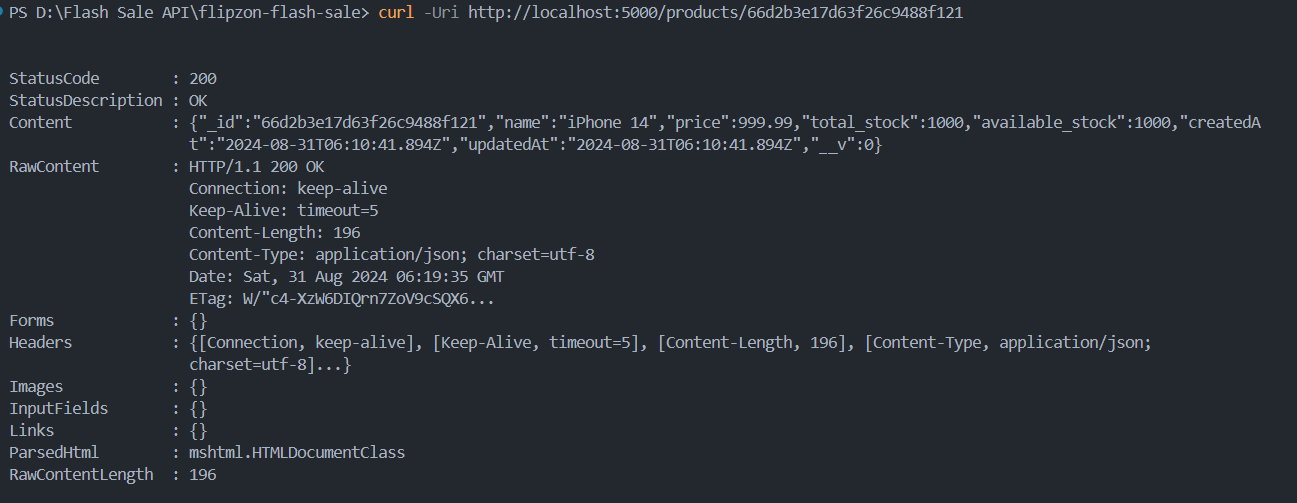 PS D:\Flash Sale API\flipzon-flash-sale> curl -Uri http://localhost:5000/products/66d2b3e17d63f26c9488f121
StatusCode        : 200
StatusDescription : OK
Content           : {"_id":"66d2b3e17d63f26c9488f121","name":"iPhone 14","price":999.99,"total_stock":1000,"available_stock":1000,"createdA
                    t":"2024-08-31T06:10:41.894Z","updatedAt":"2024-08-31T06:10:41.894Z","__v":0}
RawContent        : HTTP/1.1 200 OK
                    Connection: keep-alive
                    Keep-Alive: timeout=5
                    Content-Length: 196
                    Content-Type: application/json; charset=utf-8
                    Date: Sat, 31 Aug 2024 06:19:35 GMT
                    ETag: W/"c4-XzW6DIQrn7ZoV9cSQX6...
Forms             : {}
Headers           : {[Connection, keep-alive], [Keep-Alive, timeout=5], [Content-Length, 196], [Content-Type, application/json;
                    charset=utf-8]...}
Images            : {}
InputFields       : {}
Links             : {}
ParsedHtml        : mshtml.HTMLDocumentClass
RawContentLength  : 196